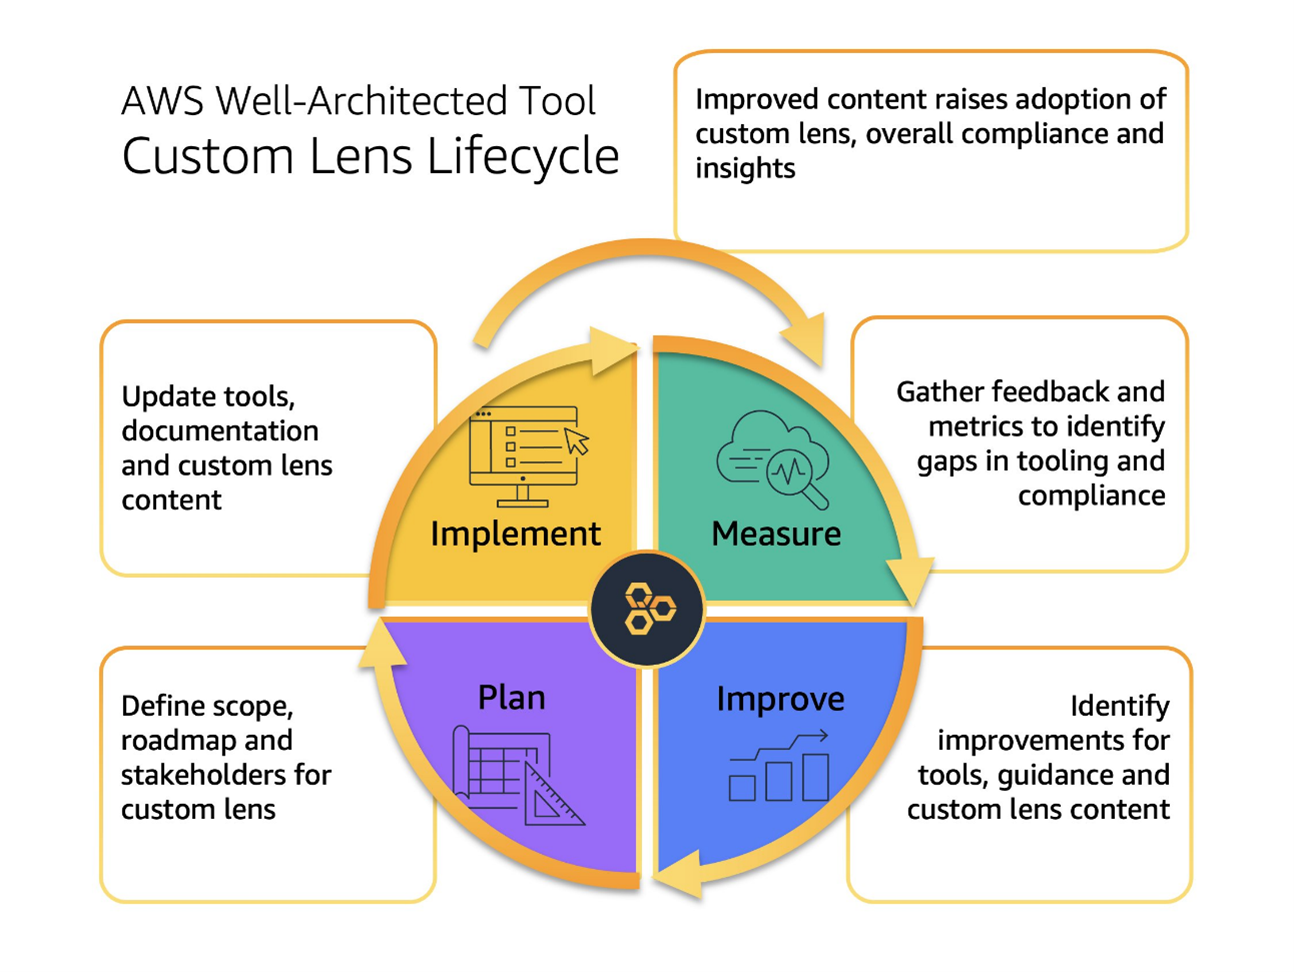 AWS Well-Architected Tool
Custom Lens Lifecycle
Improved content raises adoption of
custom lens, overall compliance and
insights
Update tools,
documentation
and custom lens
content
Gather feedback and
metrics to identify
gaps in tooling and
compliance
Implement
Measure
Plan
Improve
Define scope,
roadmap and
stakeholders for
custom lens
Identify
improvements for
tools, guidance and
custom lens content